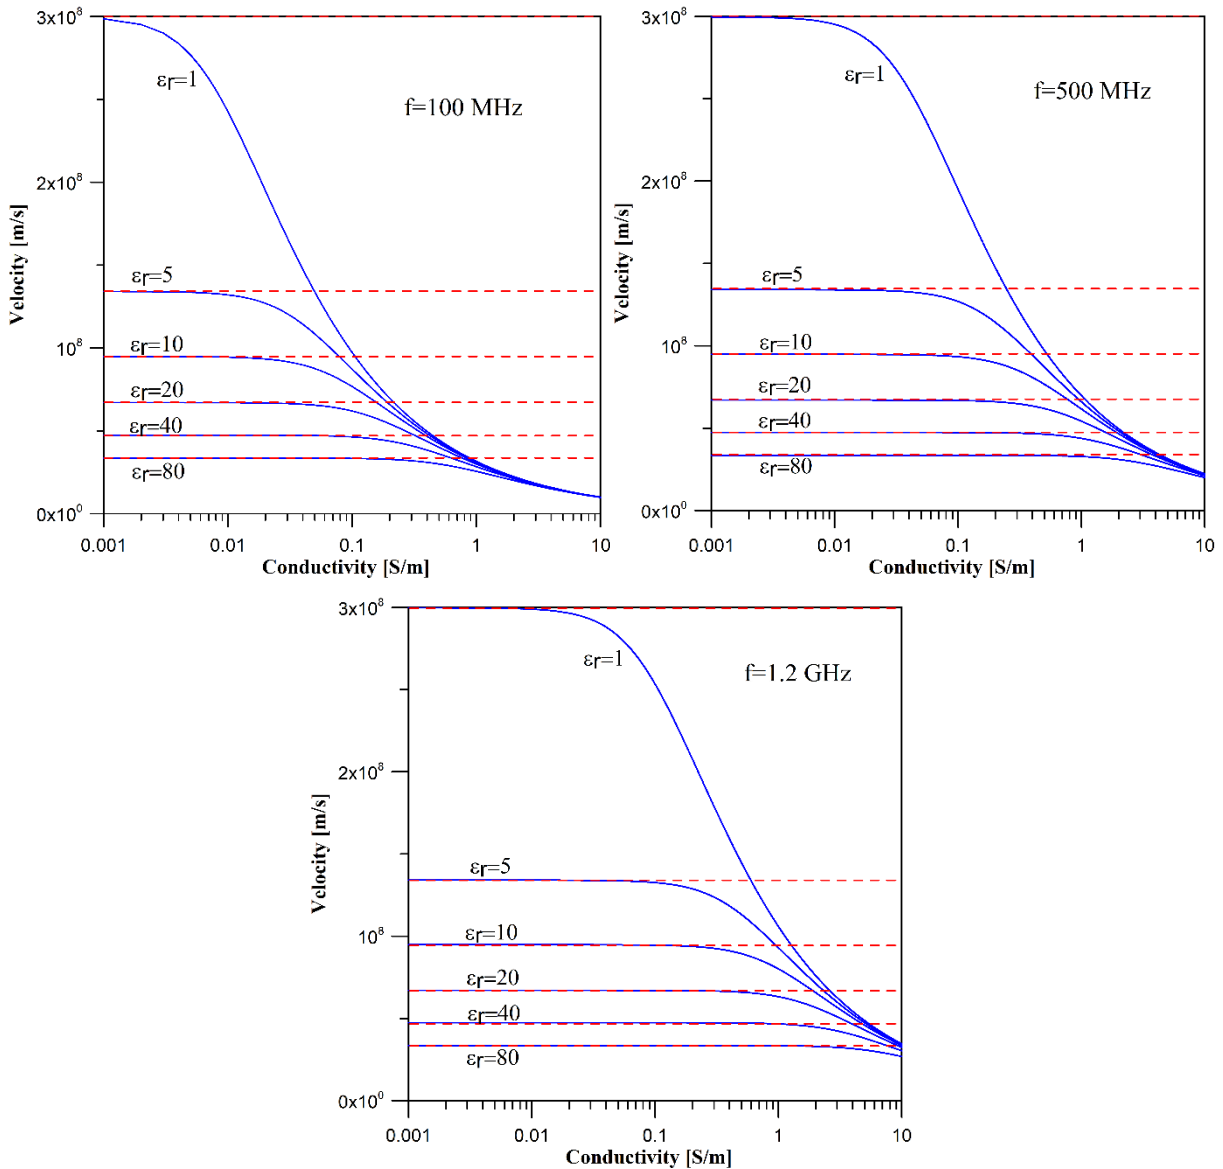 3x10⁸
εr=1
f=100 MHz
2x10⁸
Velocity [m/s]
εr=5
10⁸
εr=10
εr=20
εr=40
εr=80
0x10⁰
0.001
0.01
0.1
1
10
Conductivity [S/m]
3x10⁸
εr=1
f=500 MHz
2x10⁸
Velocity [m/s]
εr=5
10⁸
εr=10
εr=20
εr=40
εr=80
0x10⁰
0.001
0.01
0.1
1
10
Conductivity [S/m]
3x10⁸
εr=1
f=1.2 GHz
2x10⁸
Velocity [m/s]
εr=5
10⁸
εr=10
εr=20
εr=40
εr=80
0x10⁰
0.001
0.01
0.1
1
10
Conductivity [S/m]